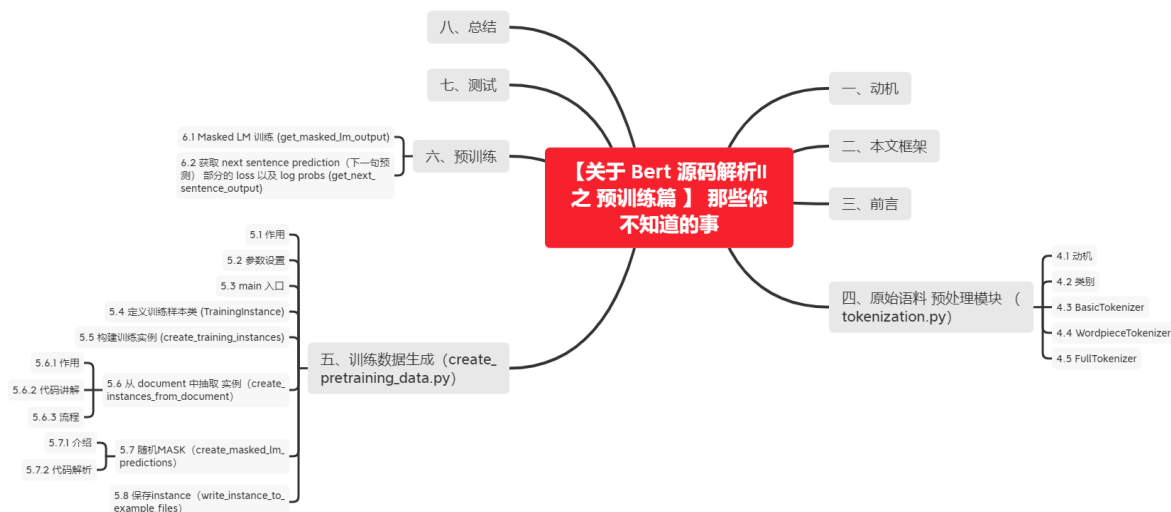 【关于 Bert 源码解析II
之 预训练篇 】 那些你
不知道的事
一、动机
二、本文框架
三、前言
四、原始语料 预处理模块 （
tokenization.py）
4.1 动机
4.2 类别
4.3 BasicTokenizer
4.4 WordpieceTokenizer
4.5 FullTokenizer
五、训练数据生成（create_
pretraining_data.py）
5.1 作用
5.2 参数设置
5.3 main 入口
5.4 定义训练样本类 (TrainingInstance)
5.5 构建训练实例 (create_training_instances)
5.6 从 document 中抽取 实例（create_
instances_from_document）
5.6.1 作用
5.6.2 代码讲解
5.6.3 流程
5.7 随机MASK（create_masked_lm_
predictions）
5.7.1 介绍
5.7.2 代码解析
5.8 保存instance（write_instance_to_
example_files）
六、预训练
6.1 Masked LM 训练 (get_masked_lm_output)
6.2 获取 next sentence prediction（下一句预
测） 部分的 loss 以及 log probs (get_next_
sentence_output)
七、测试
八、总结